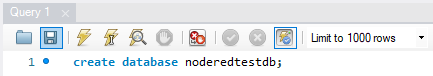 Query 1
Limit to 1000 rows
1 create database noderedtestdb;